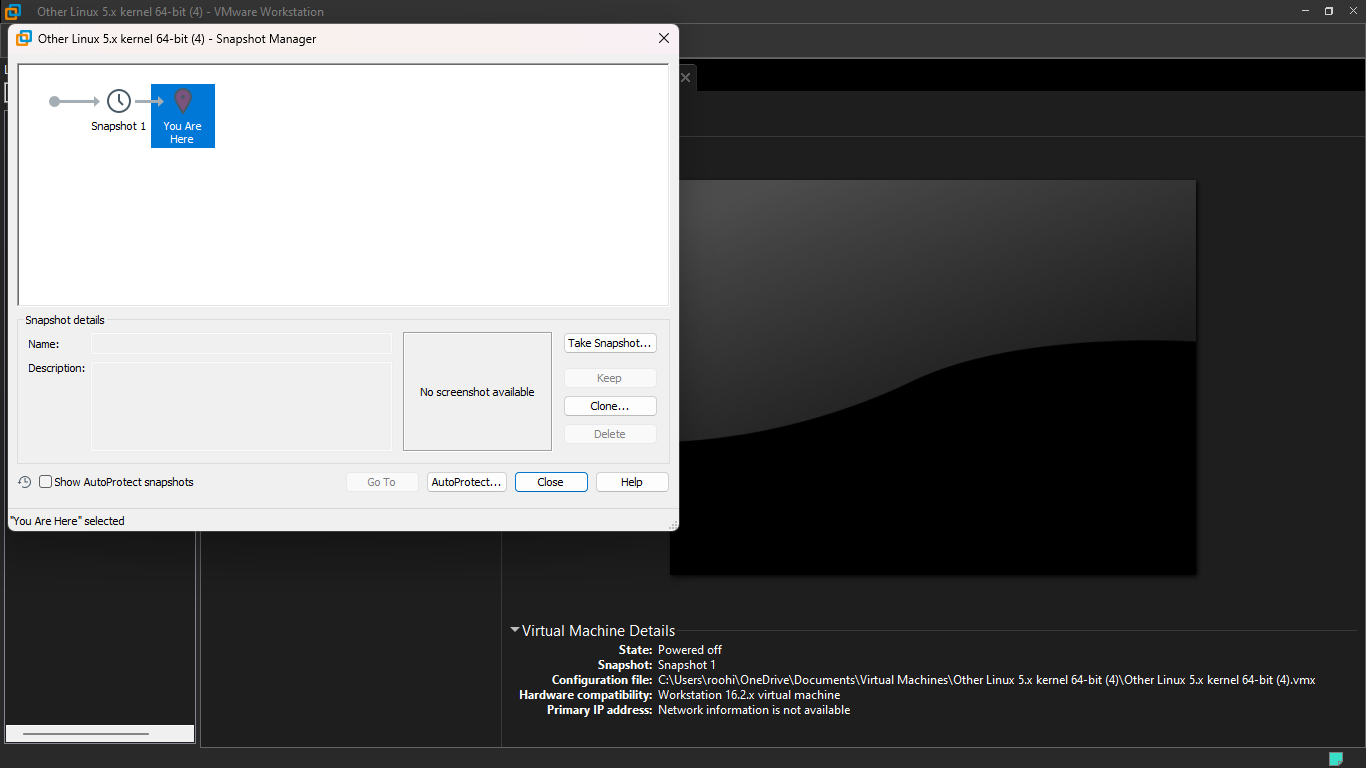 Other Linux 5.x kernel 64-bit (4) - VMware Workstation
Other Linux 5.x kernel 64-bit (4) - Snapshot Manager
Snapshot 1
You Are
Here
Snapshot details
Name:
Description:
No screenshot available
Take Snapshot...
Keep
Clone...
Delete
Show AutoProtect snapshots
Go To
AutoProtect...
Close
Help
"You Are Here" selected
Virtual Machine Details
State: Powered off
Snapshot: Snapshot 1
Configuration file: C:\Users\roohi\OneDrive\Documents\Virtual Machines\Other Linux 5.x kernel 64-bit (4)\Other Linux 5.x kernel 64-bit (4).vmx
Hardware compatibility: Workstation 16.2.x virtual machine
Primary IP address: Network information is not available